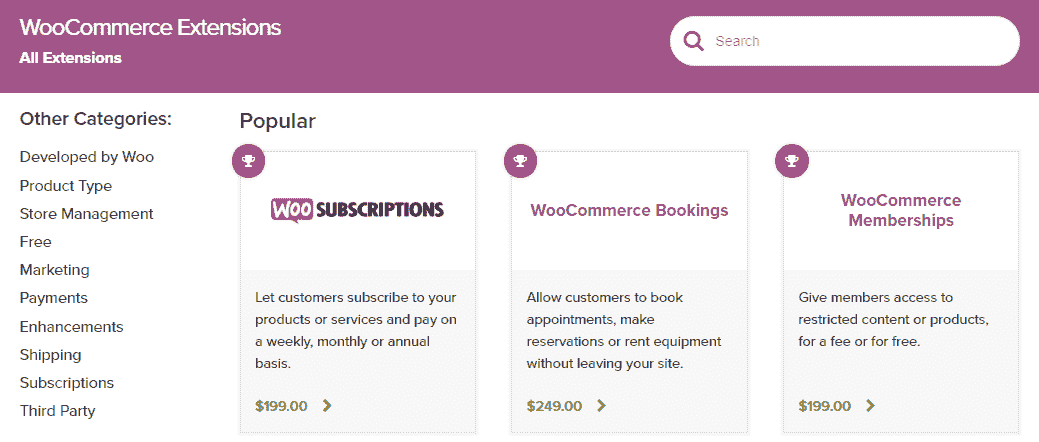 WooCommerce Extensions
All Extensions
Search
Other Categories:
Developed by Woo
Product Type
Store Management
Free
Marketing
Payments
Enhancements
Shipping
Subscriptions
Third Party
Popular
WOO SUBSCRIPTIONS
Let customers subscribe to your
products or services and pay on
a weekly, monthly or annual
basis.
$199.00
WooCommerce Bookings
Allow customers to book
appointments, make
reservations or rent equipment
without leaving your site.
$249.00
WooCommerce
Memberships
Give members access to
restricted content or products,
for a fee or for free.
$199.00